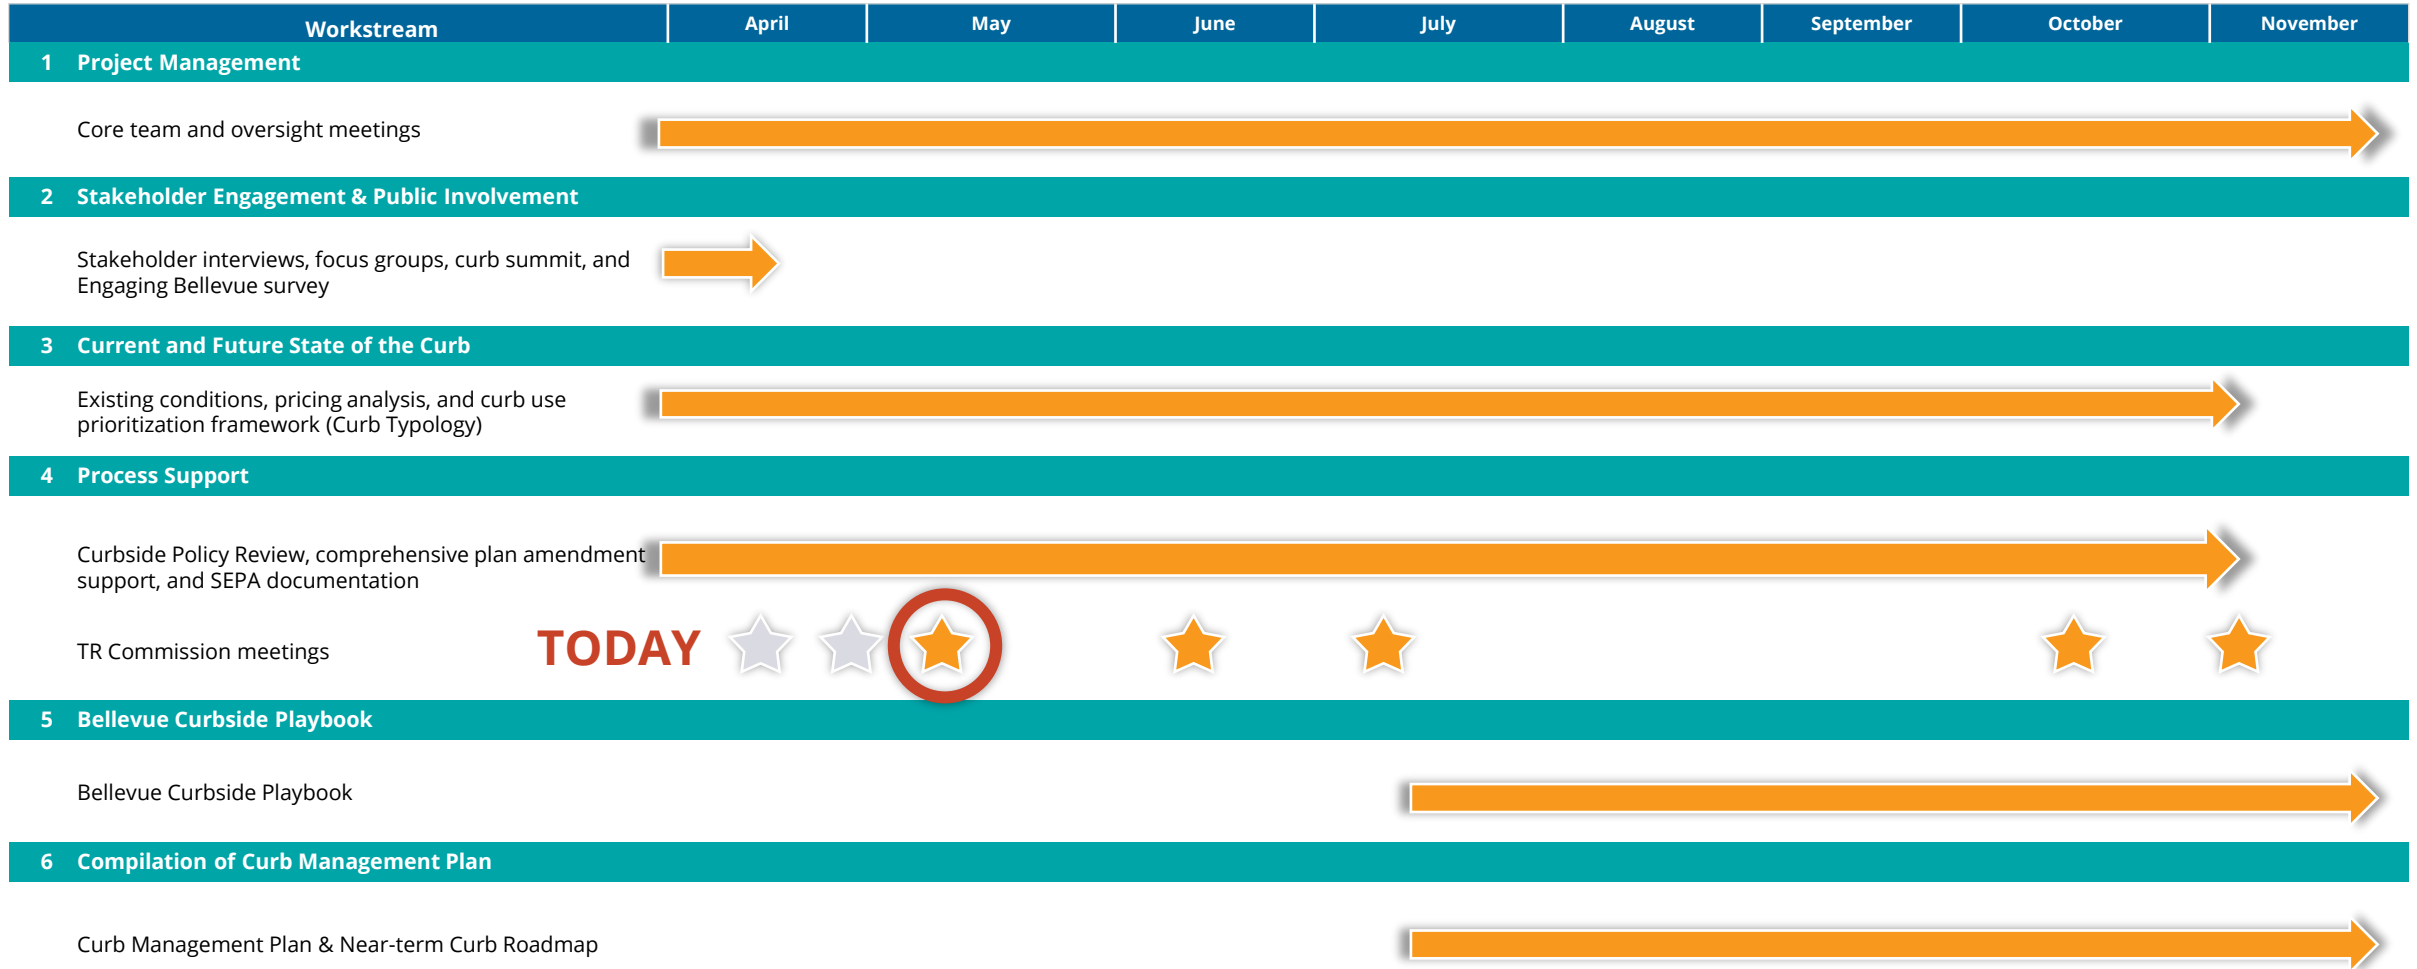 Workstream April May June July August September October November
1 Project Management
Core team and oversight meetings
2 Stakeholder Engagement & Public Involvement
Stakeholder interviews, focus groups, curb summit, and
Engaging Bellevue survey
3 Current and Future State of the Curb
Existing conditions, pricing analysis, and curb use
prioritization framework (Curb Typology)
4 Process Support
Curbside Policy Review, comprehensive plan amendment
support, and SEPA documentation
TR Commission meetings TODAY
5 Bellevue Curbside Playbook
Bellevue Curbside Playbook
6 Compilation of Curb Management Plan
Curb Management Plan & Near-term Curb Roadmap